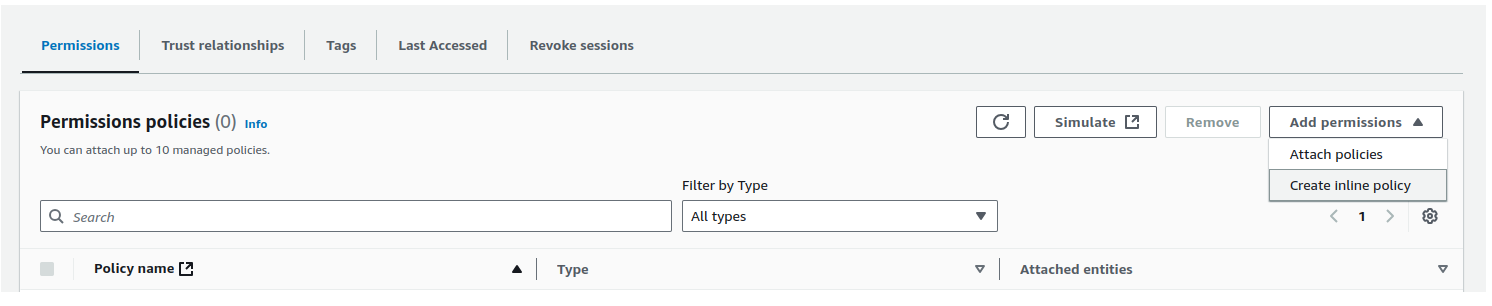 Permissions Trust relationships Tags Last Accessed Revoke sessions
Permissions policies (0) Info
You can attach up to 10 managed policies.
Simulate Remove Add permissions
Attach policies
Create inline policy
Filter by Type
Search All types
1
Policy name Type Attached entities